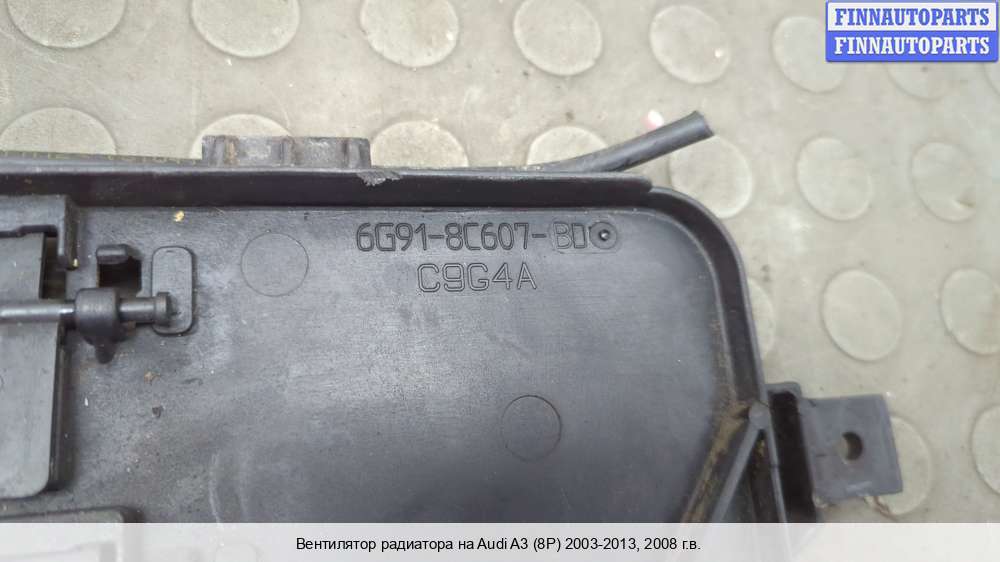 FINNAUTOPARTS
FINNAUTOPARTS
6G91-8C607-BD
C9G4A
Вентилятор радиатора на Audi A3 (8P) 2003-2013, 2008 г.в.